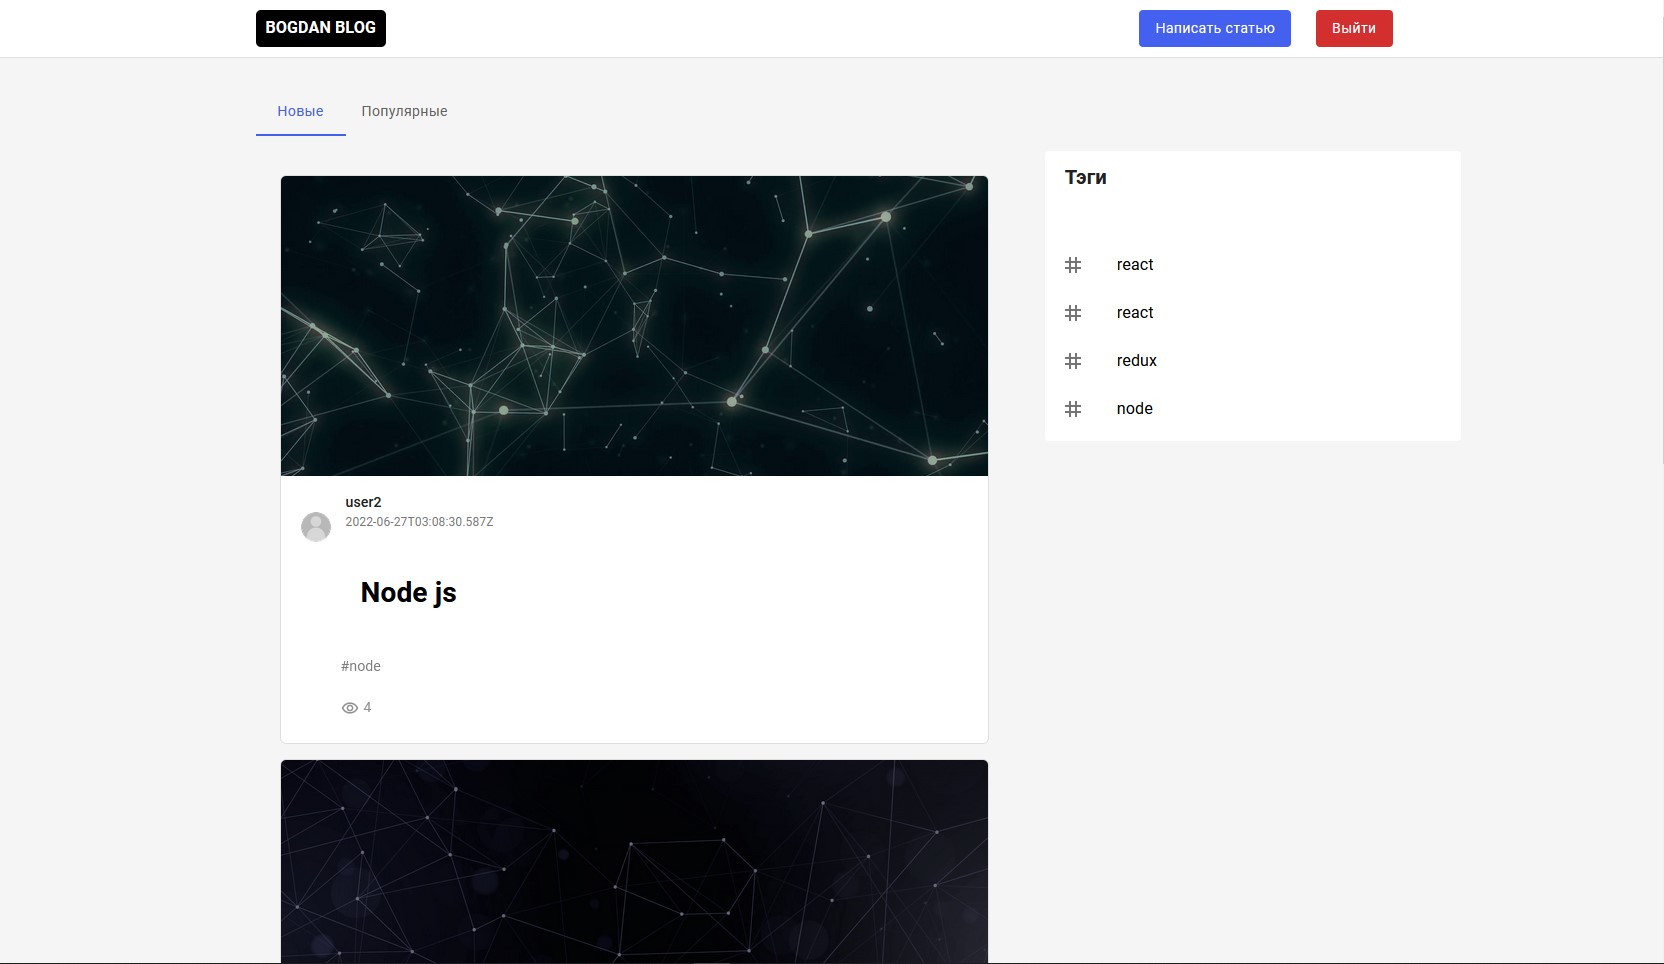 BOGDAN BLOG
Написать статью
Выйти
Новые
Популярные
Тэги
react
react
redux
node
user2
2022-06-27T03:08:30.587Z
Node js
#node
4